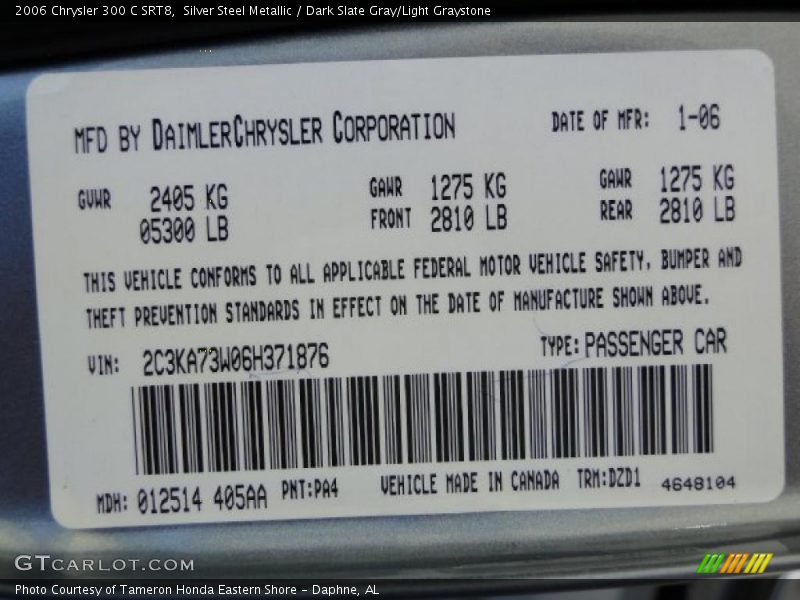 2006 Chrysler 300 C SRT8,  Silver Steel Metallic / Dark Slate Gray/Light Graystone
MFD BY DAIMLERCHRYSLER CORPORATION DATE OF MFR: 1-06
GVWR 2405 KG GAWR 1275 KG GAWR 1275 KG
05300 LB FRONT 2810 LB REAR 2810 LB
THIS VEHICLE CONFORMS TO ALL APPLICABLE FEDERAL MOTOR VEHICLE SAFETY, BUMPER AND
THEFT PREVENTION STANDARDS IN EFFECT ON THE DATE OF MANUFACTURE SHOWN ABOVE.
VIN: 2C3KA73W06H371876 TYPE: PASSENGER CAR
MDH: 012514 405AA PNT:PA4 VEHICLE MADE IN CANADA TRM:DZD1 4648104
GTCARLOT.COM
Photo Courtesy of Tameron Honda Eastern Shore - Daphne, AL